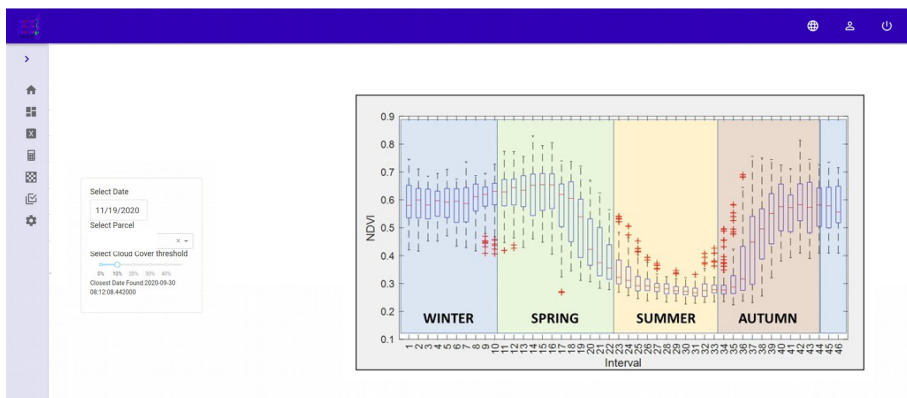 Select Date
11/19/2020
Select Parcel
Select Cloud Cover threshold
0% 10% 20% 30% 40%
Closest Date Found:2020-09-30
08:12:08.442000
NDVI
0.9
0.8
0.7
0.6
0.5
0.4
0.3
0.2
0.1
WINTER SPRING SUMMER AUTUMN
1 2 3 4 5 6 7 8 9 10 11 12 13 14 15 16 17 18 19 20 21 22 23 24 25 26 27 28 29 30 31 32 33 34 35 36 37 38 39 40 41 42 43 44 45 46
Interval